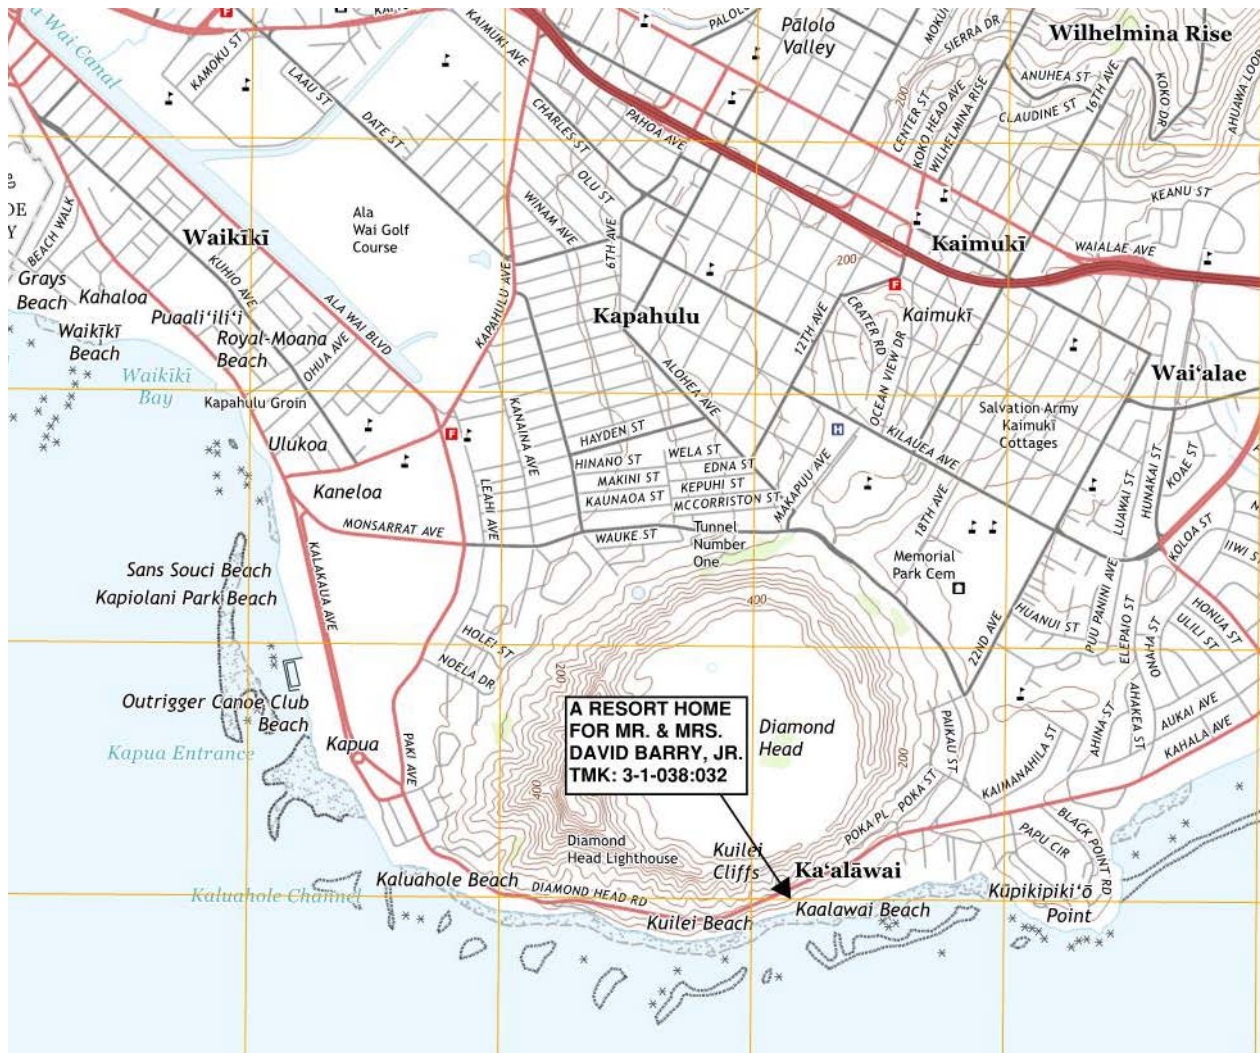 Wai Canal
KAMOKU ST
LAAU ST
DATE ST
KAIMUKI AVE
CHARLES ST
OLU ST
WINAM AVE
6TH AVE
PAHOA AVE
Pālolo
Valley
SIERRA DR
Wilhelmina Rise
ANUHEA ST
CLAUDINE ST
16TH AVE
KOKO DR
AHUAWA LOOP
CENTER ST
KOKO HEAD AVE
WILHELMINA RISE
200
KEANU ST
WAIALAE AVE
Kaimukī
200
F
Kaimukī
CRATER RD
OCEAN VIEW DR
12TH AVE
Wai‘alae
BEACH WALK
Waikīkī
Ala
Wai Golf
Course
KUHIO AVE
Grays
Beach
Kahaloa
Puaali‘ili‘i
Waikīkī
Beach
Royal-Moana
Beach
OHUA AVE
ALA WAI BLVD
KAPAHULU AVE
Kapahulu
ALOHEA AVE
Waikīkī
Bay
Kapahulu Groin
Ulukoa
F
F
KANAINA AVE
HAYDEN ST
HINANO ST
WELA ST
MAKINI ST
EDNA ST
KEPUHI ST
KAUNAOA ST
MCCORRISTON ST
WAUKE ST
MAKAPUU AVE
H
KILAUEA AVE
Salvation Army
Kaimukī
Cottages
18TH AVE
LUAWAI ST
HUNAKAI ST
KOAE ST
KOLOA ST
IIWI ST
Kaneloa
MONSARRAT AVE
LEAHI AVE
Tunnel
Number
One
Memorial
Park Cem
HUANUI ST
PUU PANINI AVE
ELEPAIO ST
ONAHA ST
HONUA ST
ULILI ST
22ND AVE
KALAKAUA AVE
Sans Souci Beach
Kapiolani Park Beach
400
HOLEI ST
NOELA DR
200
Outrigger Canoe Club
Beach
Kapua Entrance
Kapua
PAKI AVE
A RESORT HOME
FOR MR. & MRS.
DAVID BARRY, JR.
TMK: 3-1-038:032
Diamond
Head
200
400
PAIKAU ST
KAIMANAHILA ST
AHINA ST
AHAKEA ST
AUKAI AVE
KAHALA AVE
POKA PL
POKA ST
PAPU CIR
BLACK POINT RD
Diamond
Head Lighthouse
Kuilei
Cliffs
Ka‘alāwai
Kaluahole Beach
DIAMOND HEAD RD
Kaluahole Channel
Kuilei Beach
Kaalawai Beach
Kūpikipiki‘ō
Point